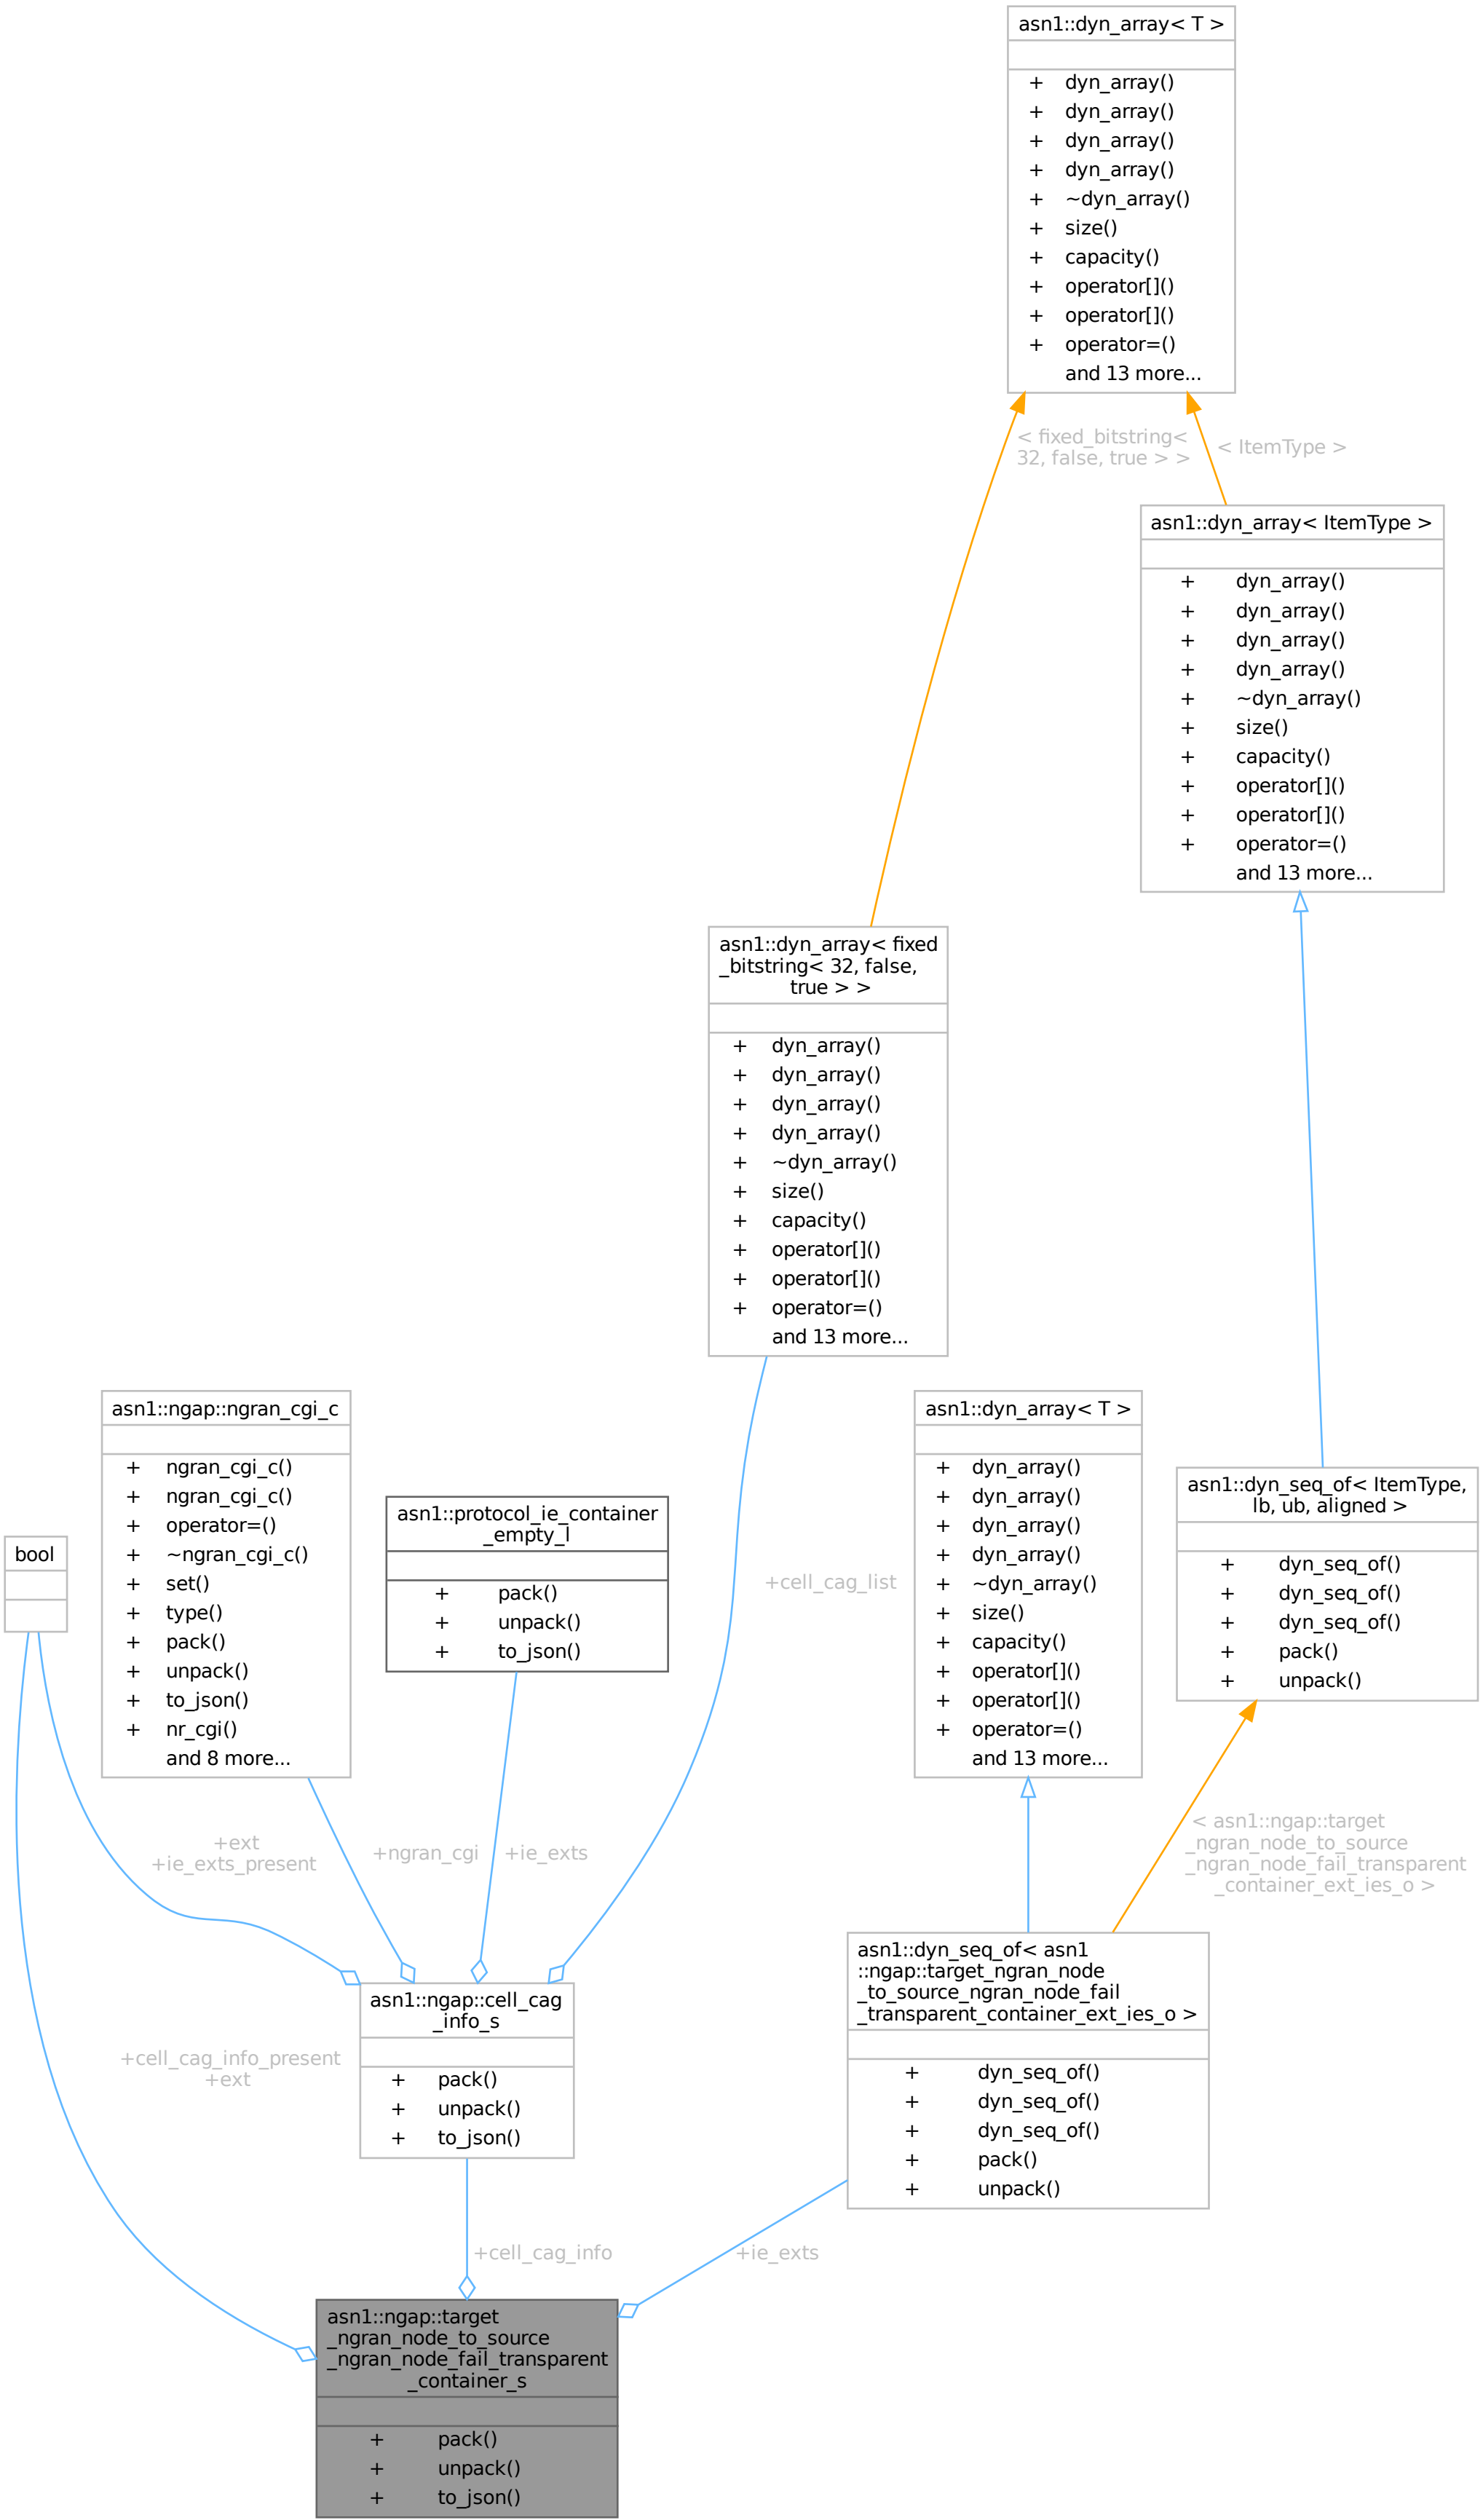 asn1::dyn_array< T >
+ dyn_array()
+ dyn_array()
+ dyn_array()
+ dyn_array()
+ ~dyn_array()
+ size()
+ capacity()
+ operator[]()
+ operator[]()
+ operator=()
and 13 more...
< fixed_bitstring<
32, false, true > >
< ItemType >
asn1::dyn_array< ItemType >
+ dyn_array()
+ dyn_array()
+ dyn_array()
+ dyn_array()
+ ~dyn_array()
+ size()
+ capacity()
+ operator[]()
+ operator[]()
+ operator=()
and 13 more...
asn1::dyn_array< fixed
_bitstring< 32, false,
true > >
+ dyn_array()
+ dyn_array()
+ dyn_array()
+ dyn_array()
+ ~dyn_array()
+ size()
+ capacity()
+ operator[]()
+ operator[]()
+ operator=()
and 13 more...
asn1::ngap::ngran_cgi_c
+ ngran_cgi_c()
+ ngran_cgi_c()
+ operator=()
+ ~ngran_cgi_c()
+ set()
+ type()
+ pack()
+ unpack()
+ to_json()
+ nr_cgi()
and 8 more...
asn1::dyn_array< T >
+ dyn_array()
+ dyn_array()
+ dyn_array()
+ dyn_array()
+ ~dyn_array()
+ size()
+ capacity()
+ operator[]()
+ operator[]()
+ operator=()
and 13 more...
asn1::dyn_seq_of< ItemType,
lb, ub, aligned >
+ dyn_seq_of()
+ dyn_seq_of()
+ dyn_seq_of()
+ pack()
+ unpack()
asn1::protocol_ie_container
_empty_l
+ pack()
+ unpack()
+ to_json()
bool
+cell_cag_list
+ext
+ie_exts_present
+ngran_cgi
+ie_exts
< asn1::ngap::target
_ngran_node_to_source
_ngran_node_fail_transparent
_container_ext_ies_o >
asn1::dyn_seq_of< asn1
::ngap::target_ngran_node
_to_source_ngran_node_fail
_transparent_container_ext_ies_o >
+ dyn_seq_of()
+ dyn_seq_of()
+ dyn_seq_of()
+ pack()
+ unpack()
asn1::ngap::cell_cag
_info_s
+ pack()
+ unpack()
+ to_json()
+cell_cag_info_present
+ext
+cell_cag_info
+ie_exts
asn1::ngap::target
_ngran_node_to_source
_ngran_node_fail_transparent
_container_s
+ pack()
+ unpack()
+ to_json()